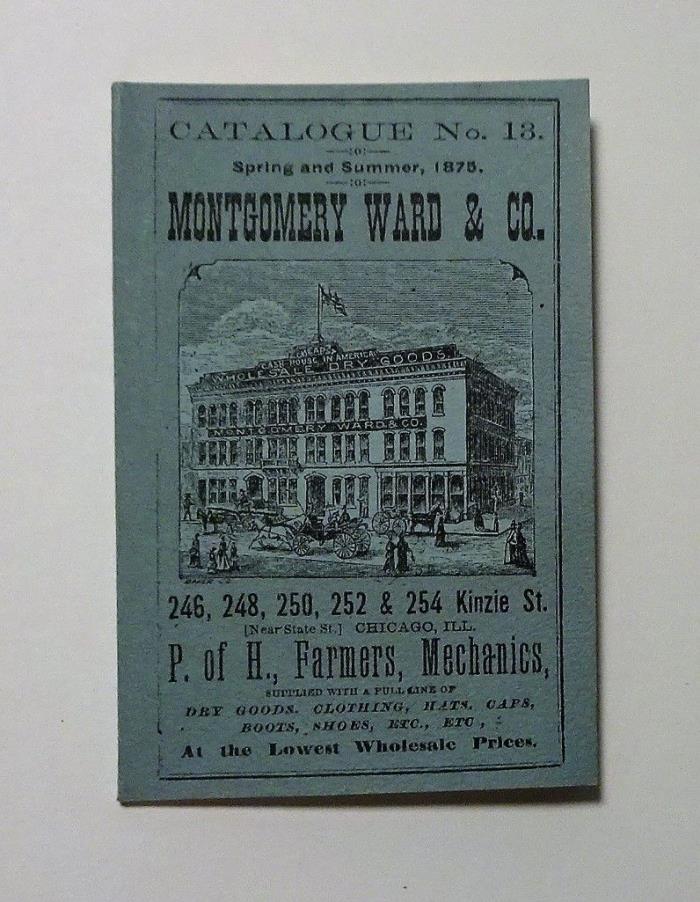 CATALOGUE No. 13.
Spring and Summer, 1875.
MONTGOMERY WARD & CO.
CHEAPEST
CASH HOUSE IN AMERICA
WHOLESALE DRY GOODS.
MONTGOMERY WARD & CO.
246, 248, 250, 252 & 254 Kinzie St.
[Near State St.] CHICAGO, ILL.
P. of H., Farmers, Mechanics,
SUPPLIED WITH A FULL LINE OF
DRY GOODS. CLOTHING, HATS. CAPS,
BOOTS, SHOES, ETC., ETC,
At the Lowest Wholesale Prices.